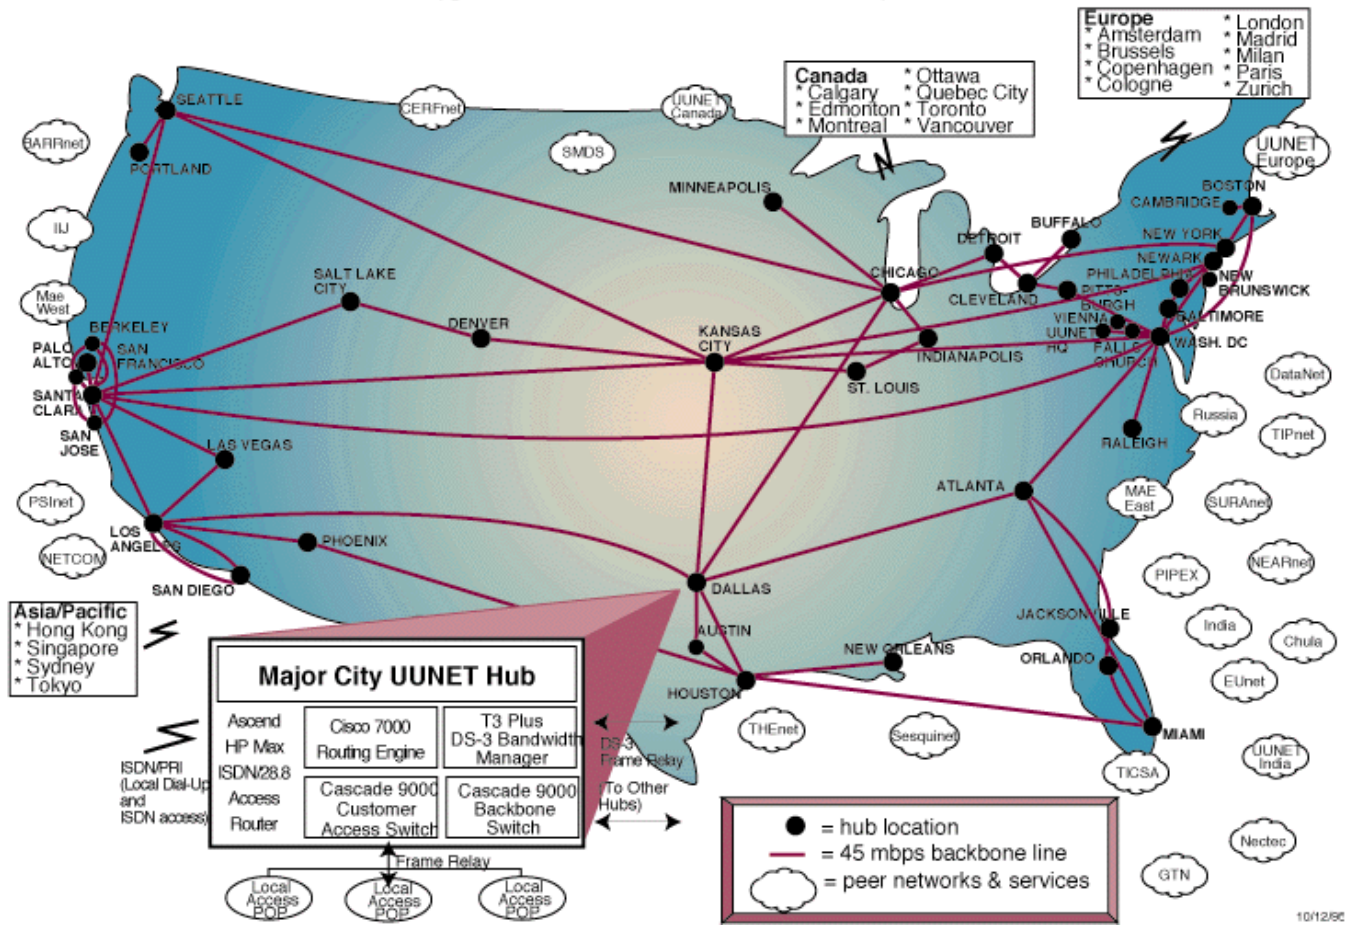 Europe
* Amsterdam
* Brussels
* Copenhagen
* Cologne
* London
* Madrid
* Milan
* Paris
* Zurich
Canada
* Calgary
* Edmonton
* Montreal
* Ottawa
* Quebec City
* Toronto
* Vancouver
SEATTLE
PORTLAND
BARRnet
CERFnet
SMDS
UUNET
Canada
UUNET
Europe
IIJ
Mae
West
MINNEAPOLIS
BOSTON
CAMBRIDGE
BUFFALO
DETROIT
NEW YORK
NEWARK
PHILADELPHIA
NEW
BRUNSWICK
CHICAGO
CLEVELAND
PITTS-
BURGH
BALTIMORE
VIENNA
UUNET
HQ
FALLS
CHURCH
WASH. DC
SALT LAKE
CITY
DENVER
KANSAS
CITY
INDIANAPOLIS
ST. LOUIS
BERKELEY
PALO
ALTO
SAN
FRANCISCO
SANTA
CLARA
SAN
JOSE
LAS VEGAS
RALEIGH
ATLANTA
DataNet
Russia
TIPnet
MAE
East
SURAnet
PSInet
NETCOM
LOS
ANGELES
PHOENIX
SAN DIEGO
DALLAS
AUSTIN
HOUSTON
NEW ORLEANS
JACKSONVILLE
ORLANDO
MIAMI
PIPEX
NEARnet
India
Chula
EUnet
UUNET
India
TICSA
THEnet
Sesquinet
Nectec
GTN
Asia/Pacific
* Hong Kong
* Singapore
* Sydney
* Tokyo
Major City UUNET Hub
Ascend
HP Max
ISDN/28.8
Access
Router
Cisco 7000
Routing Engine
T3 Plus
DS-3 Bandwidth
Manager
Cascade 9000
Customer
Access Switch
Cascade 9000
Backbone
Switch
ISDN/PRI
(Local Dial-Up
and
ISDN access)
DS-3
Frame Relay
(To Other
Hubs)
Frame Relay
Local
Access
POP
Local
Access
POP
Local
Access
POP
= hub location
= 45 mbps backbone line
= peer networks & services